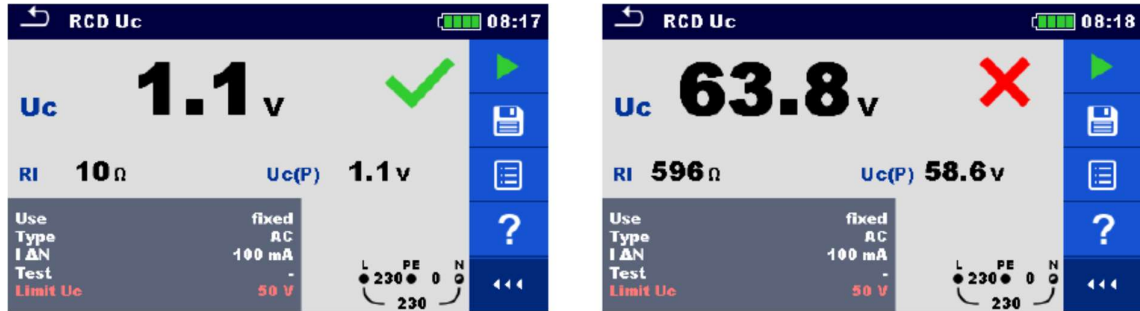 RCD Uc 08:17
Uc 1.1 V
RI 10 Ω Uc(P) 1.1 V
Use fixed
Type AC
I ΔN 100 mA
Test -
Limit Uc 50 V
L PE N
230 0
230
?
RCD Uc 08:18
Uc 63.8 V
RI 596 Ω Uc(P) 58.6 V
Use fixed
Type AC
I ΔN 100 mA
Test -
Limit Uc 50 V
L PE N
230 0
230
?